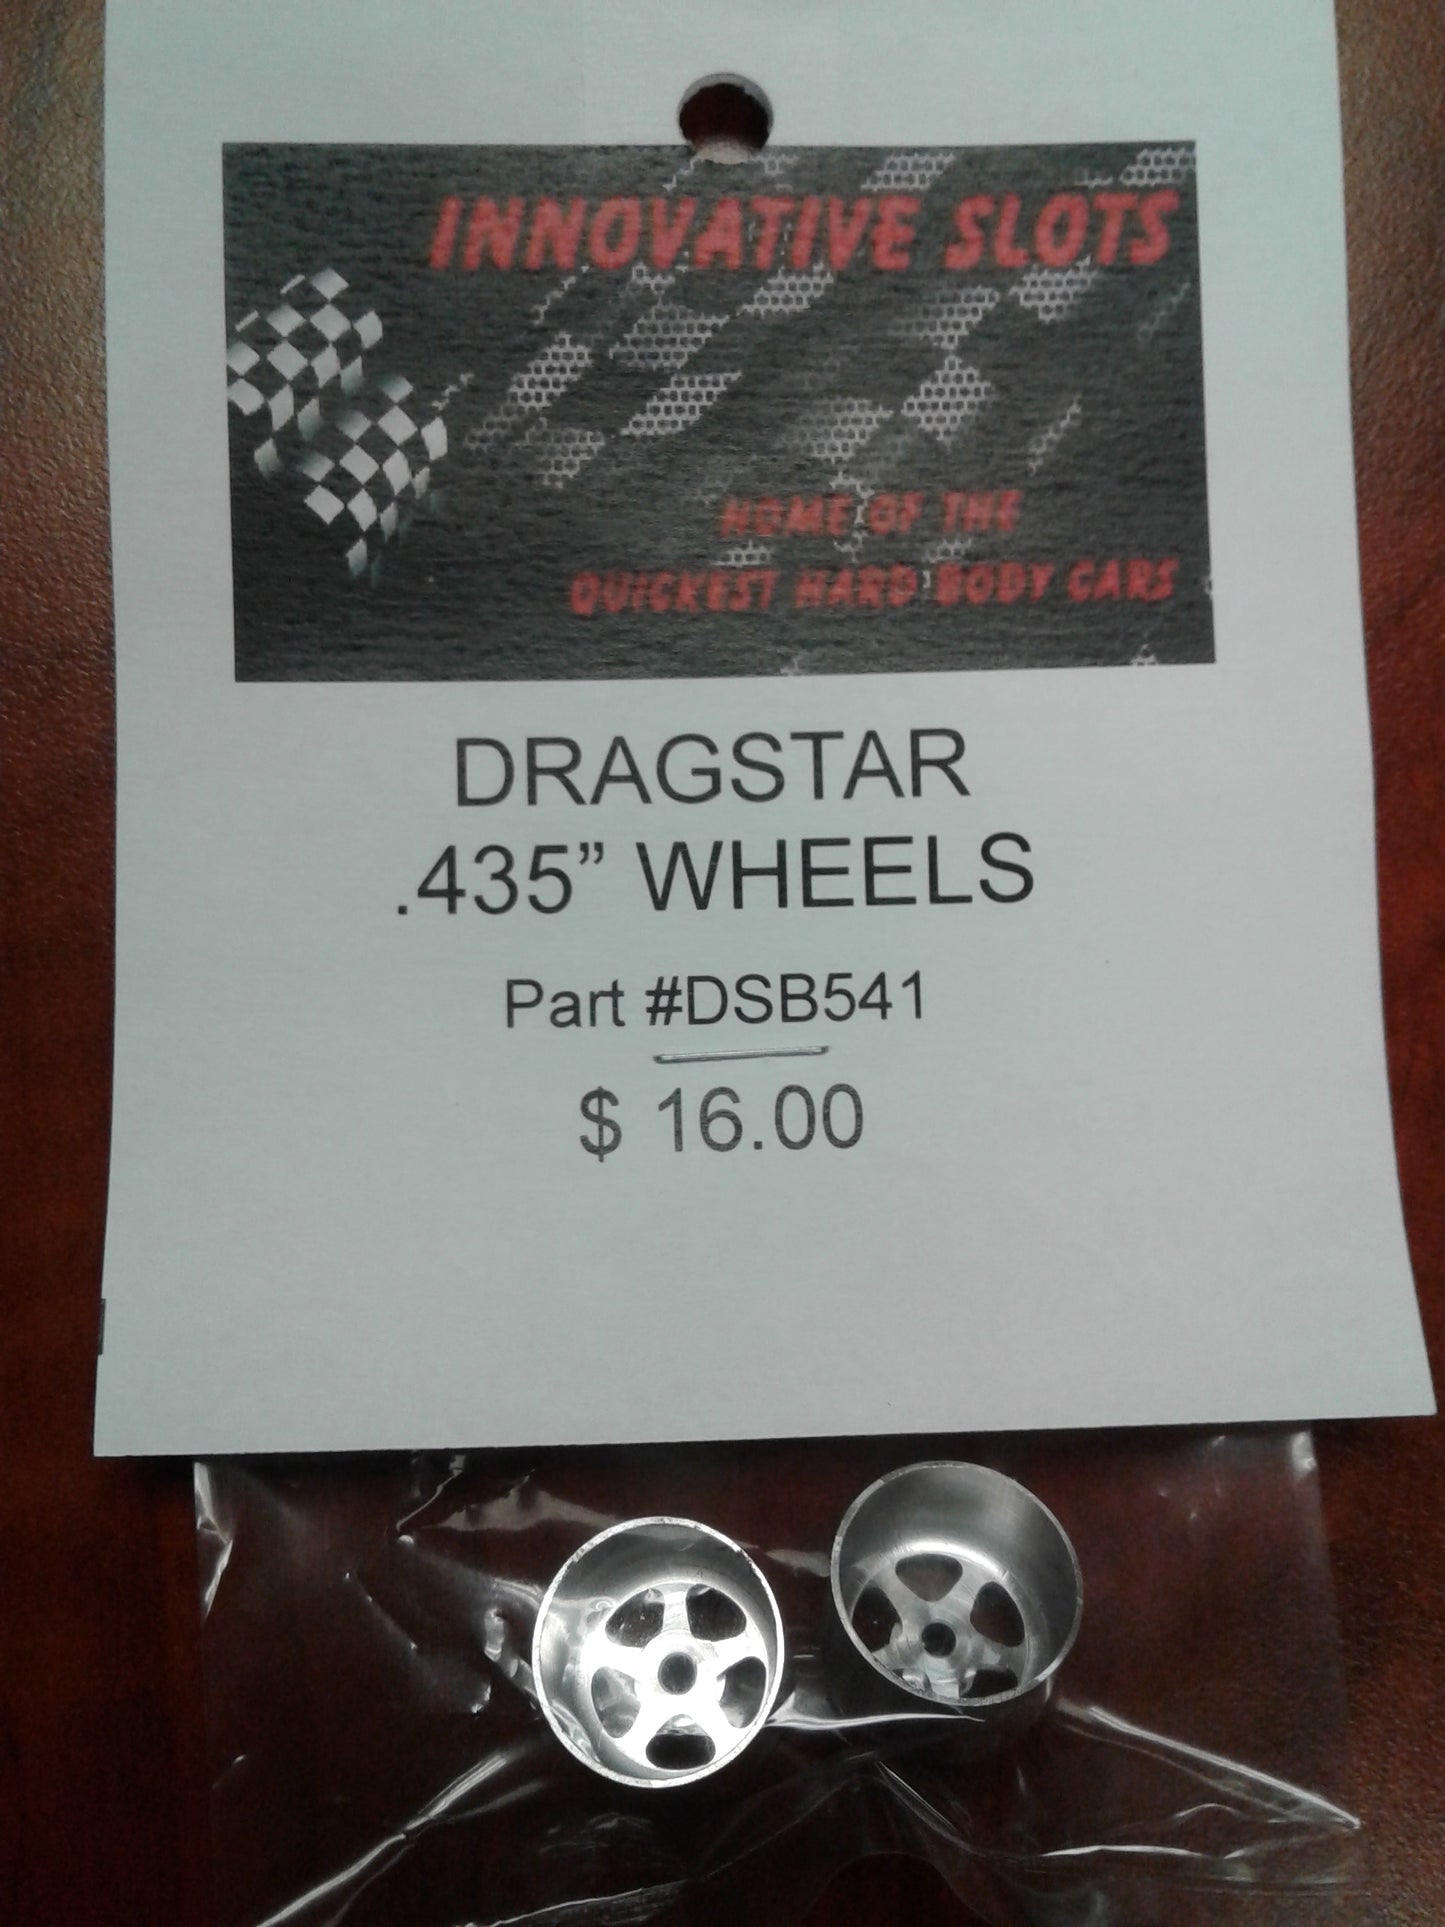 INNOVATIVE SLOTS
HOME OF THE
QUICKEST HARD BODY CARS
DRAGSTAR
.435” WHEELS
Part #DSB541
$ 16.00